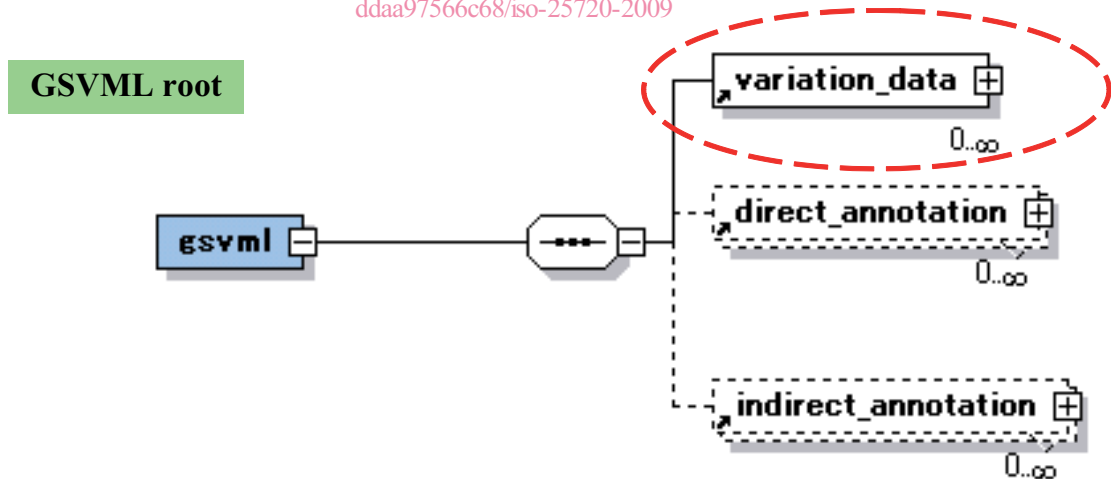 ddaa97566c68/iso-25720-2009
GSVML root
variation_data
0..∞
direct_annotation
0..∞
gsvml
indirect_annotation
0..∞